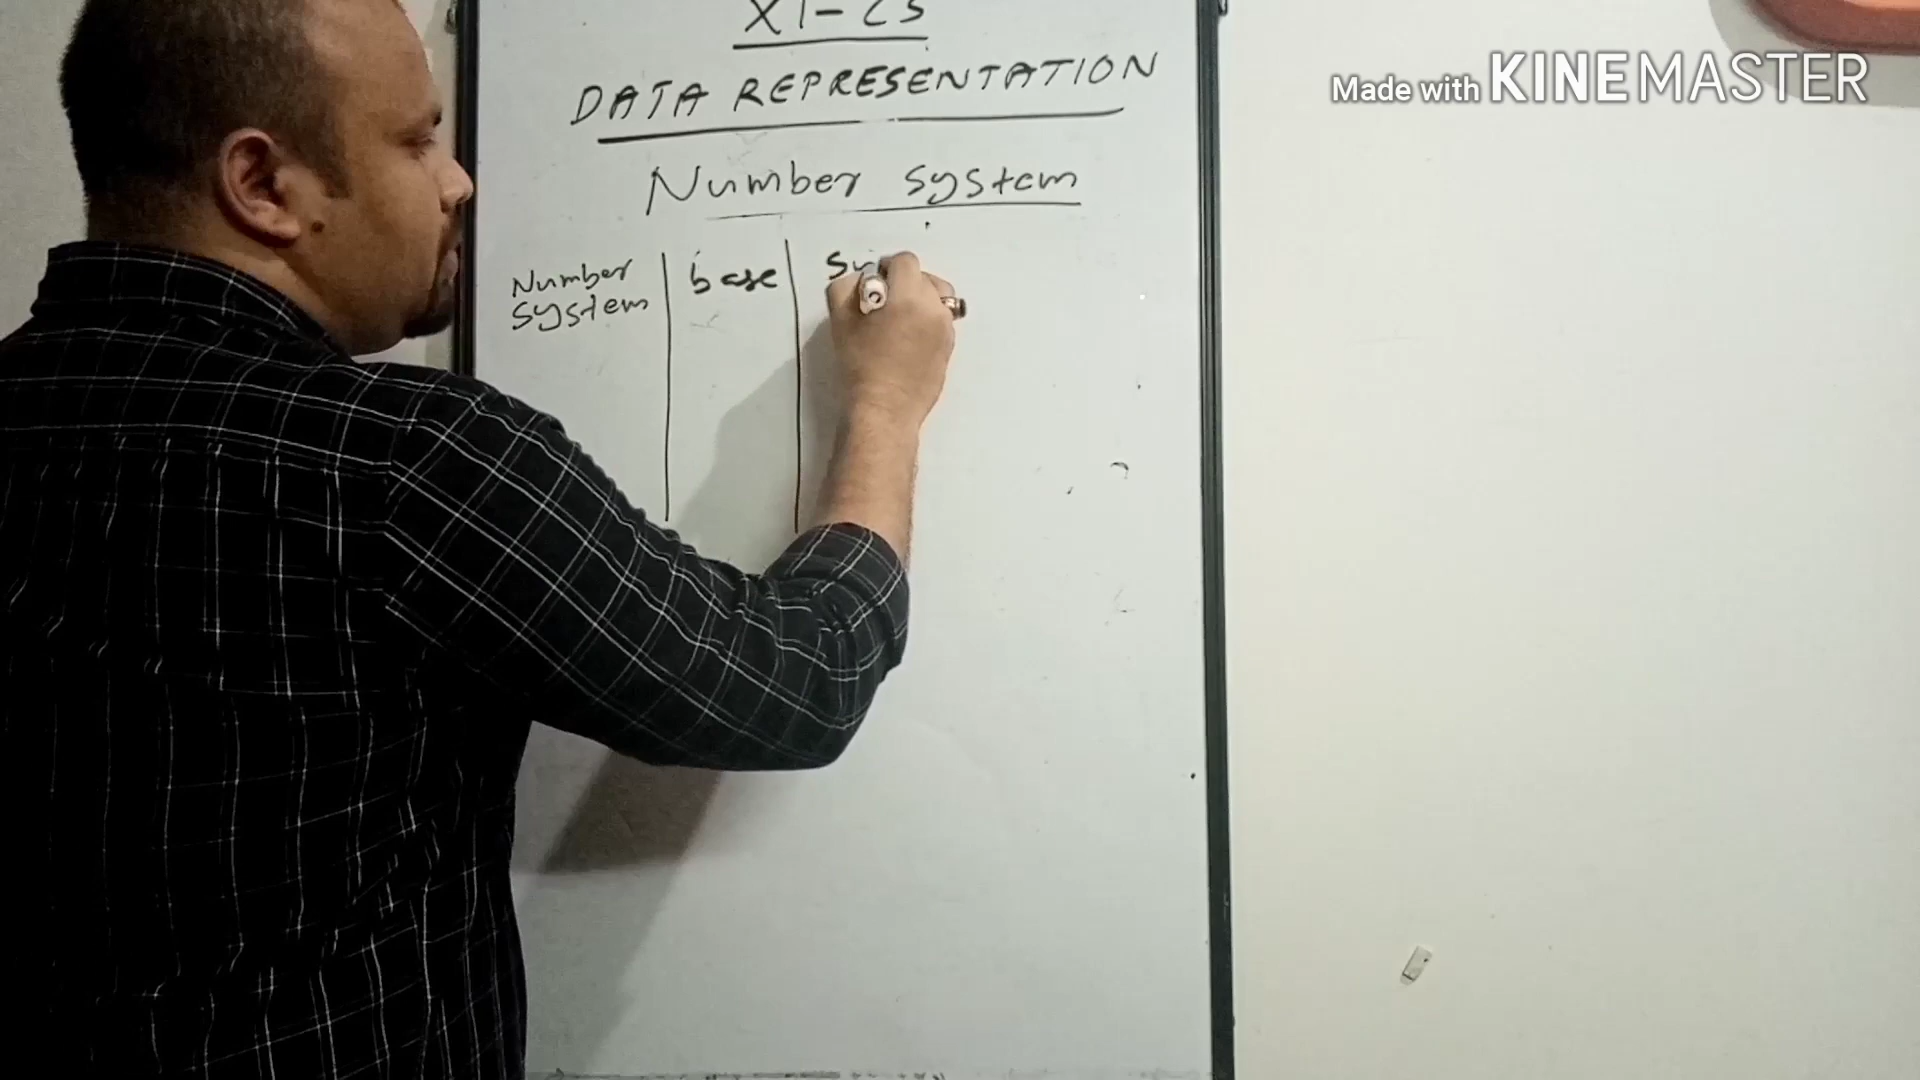 XI-CS
DATA REPRESENTATION
Number system
Number
system
base
Made with KINEMASTER